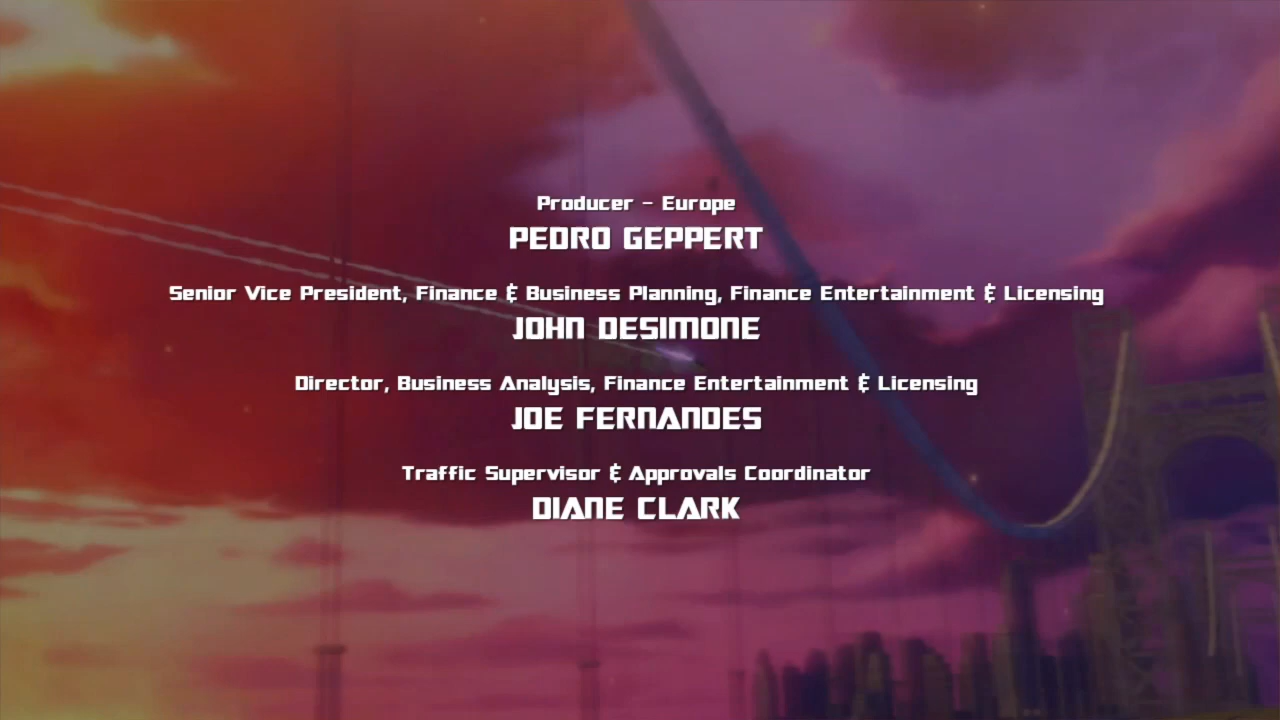 Producer - Europe
PEDRO GEPPERT
Senior Vice President, Finance & Business Planning, Finance Entertainment & Licensing
JOHN DESIMONE
Director, Business Analysis, Finance Entertainment & Licensing
JOE FERNANDES
Traffic Supervisor & Approvals Coordinator
DIANE CLARK